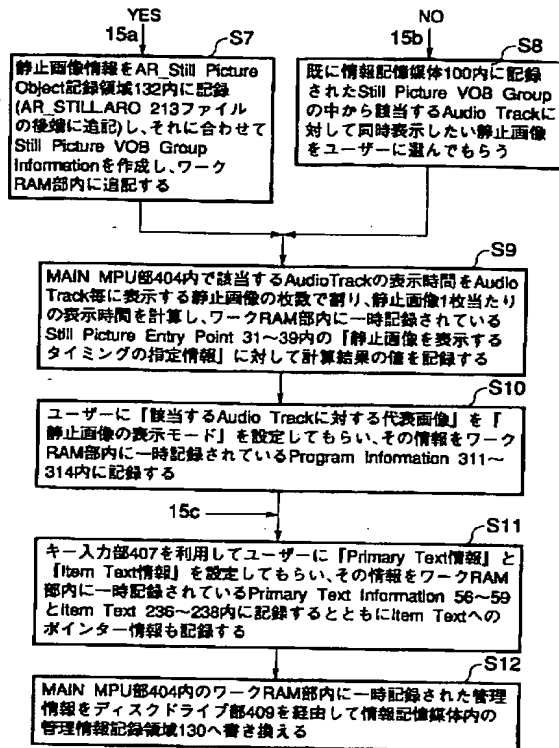 YES
15a
S7
静止画像情報をAR_Still Picture
Object記録領域132内に記録
(AR_STILL.ARO 213ファイル
の後端に追記)し、それに合わせて
Still Picture VOB Group
Informationを作成し、ワーク
RAM部内に追記する
NO
15b
S8
既に情報記憶媒体100内に記録
されたStill Picture VOB Group
の中から該当するAudio Trackに
対して同時表示したい静止画像
をユーザーに選んでもらう
S9
MAIN MPU部404内で該当するAudioTrackの表示時間をAudio
Track毎に表示する静止画像の枚数で割り、静止画像1枚当たり
の表示時間を計算し、ワークRAM部内に一時記録されている
Still Picture Entry Point 31~39内の『静止画像を表示する
タイミングの指定情報』に対して計算結果の値を記録する
S10
ユーザーに『該当するAudio Trackに対する代表画像』を『
静止画像の表示モード』を設定してもらい、その情報をワーク
RAM部内に一時記録されているProgram Information 311~
314内に記録する
15c
S11
キー入力部407を利用してユーザーに『Primary Text情報』と
『Item Text情報』を設定してもらい、その情報をワークRAM
部内に一時記録されているPrimary Text Information 56~59
とItem Text 236~238内に記録するとともにItem Textへの
ポインター情報も記録する
S12
MAIN MPU部404内のワークRAM部内に一時記録された管理
情報をディスクドライブ部409を経由して情報記憶媒体内の
管理情報記録領域130へ書き換える